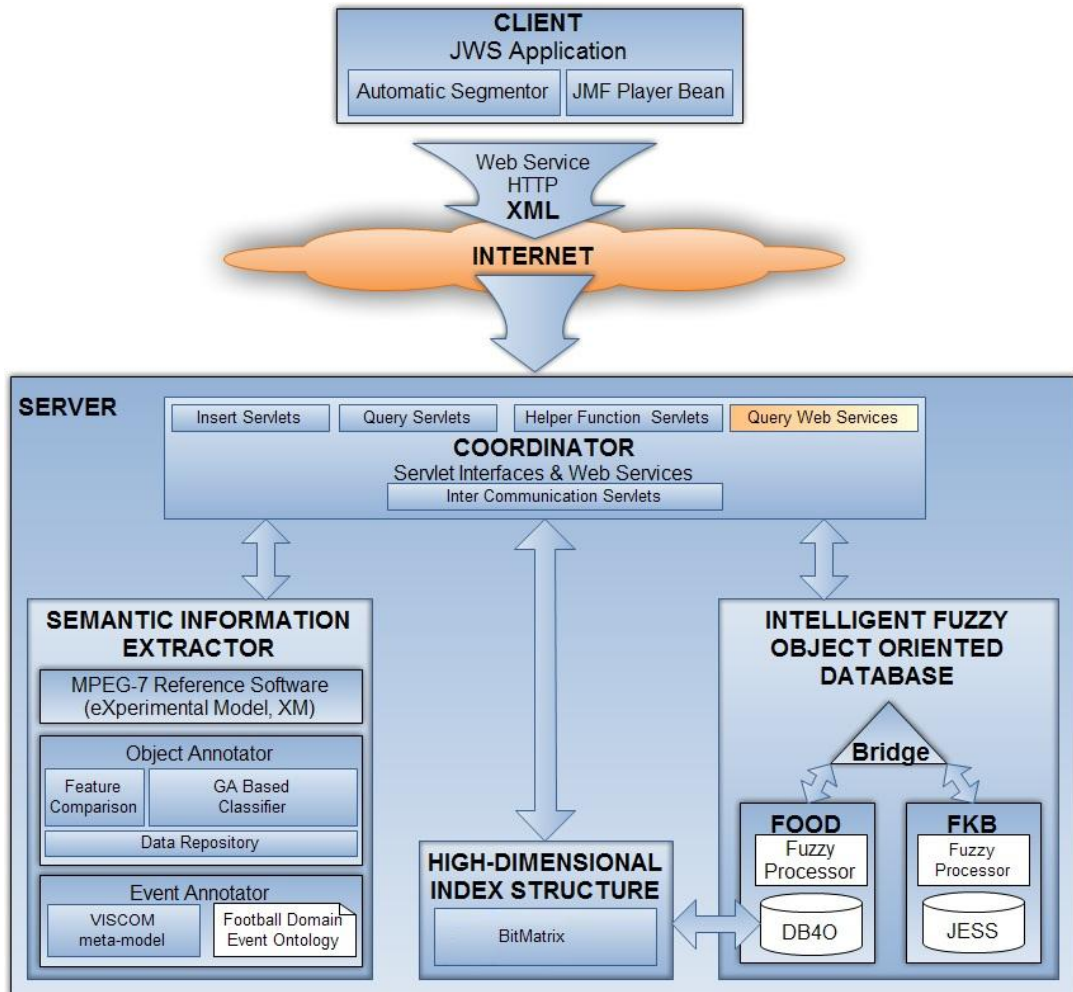 CLIENT
JWS Application
Automatic Segmentor
JMF Player Bean
Web Service
HTTP
XML
INTERNET
SERVER
Insert Servlets
Query Servlets
Helper Function Servlets
Query Web Services
COORDINATOR
Servlet Interfaces & Web Services
Inter Communication Servlets
SEMANTIC INFORMATION
EXTRACTOR
MPEG-7 Reference Software
(eXperimental Model, XM)
Object Annotator
Feature
Comparison
GA Based
Classifier
Data Repository
Event Annotator
VISCOM
meta-model
Football Domain
Event Ontology
HIGH-DIMENSIONAL
INDEX STRUCTURE
BitMatrix
INTELLIGENT FUZZY
OBJECT ORIENTED
DATABASE
Bridge
FOOD
Fuzzy
Processor
DB4O
FKB
Fuzzy
Processor
JESS